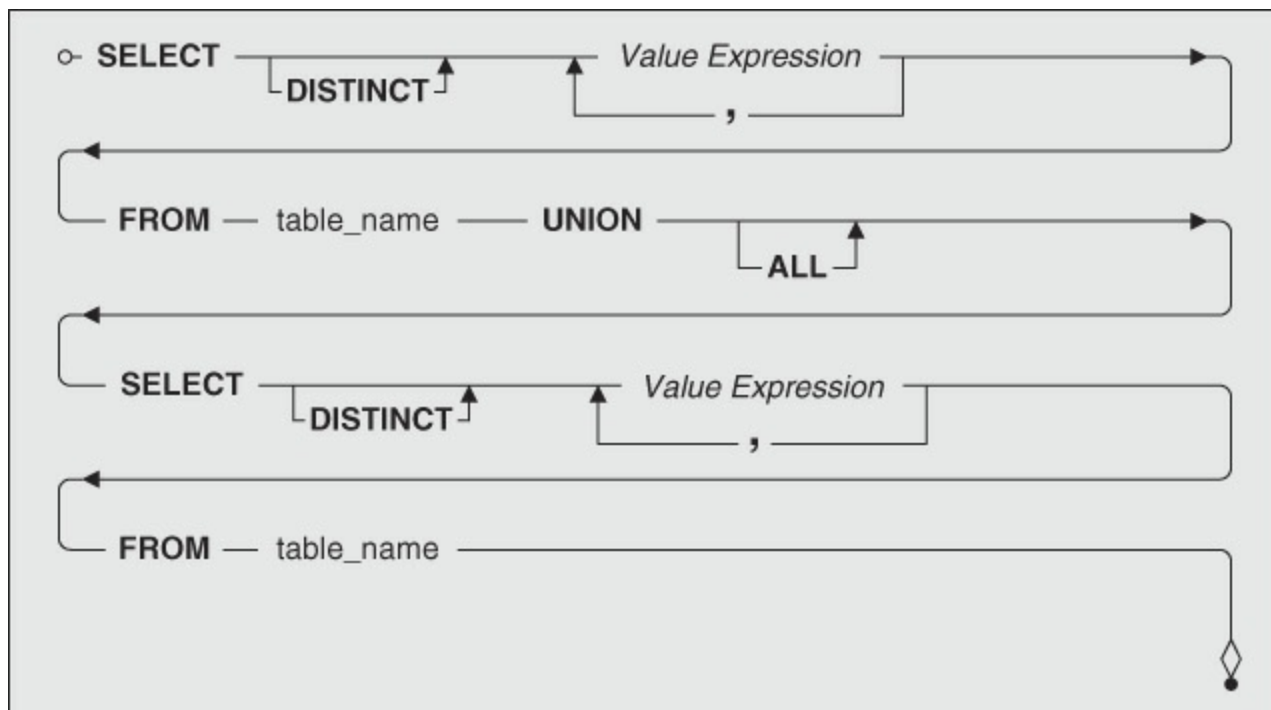 SELECT Value Expression
DISTINCT ,
FROM table_name UNION
ALL
SELECT Value Expression
DISTINCT ,
FROM table_name